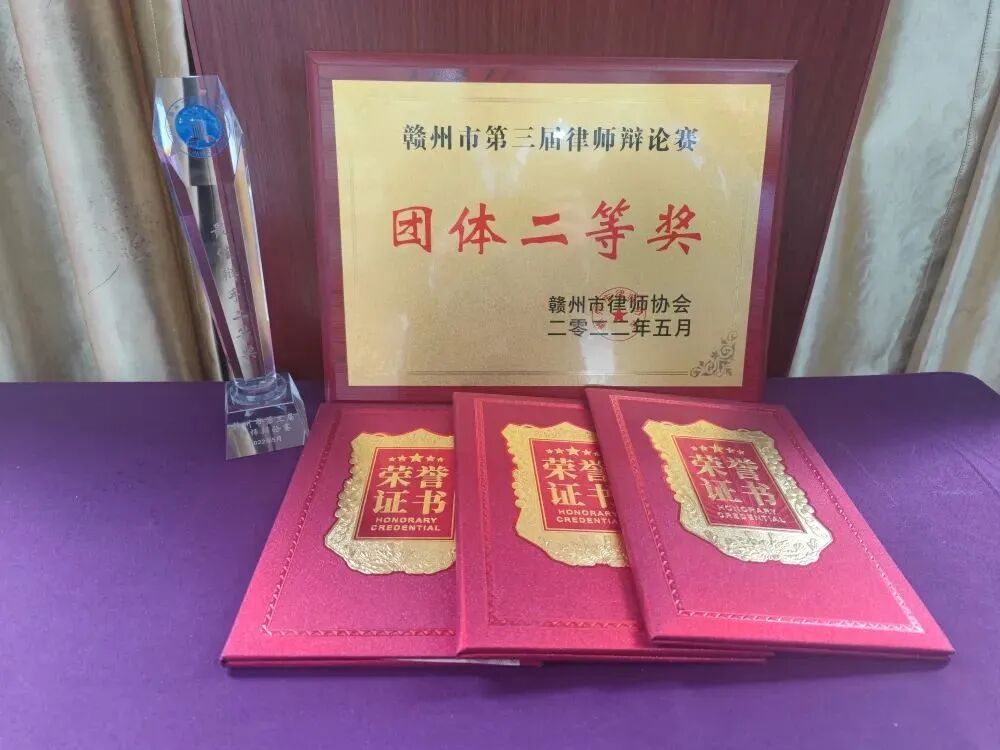 赣州市第三届律师辩论赛
团体二等奖
赣州市律师协会
二零二二年五月
荣誉
证书
HONORARY
CREDENTIAL
荣誉
证书
HONORARY
CREDENTIA
荣誉
证书
HONORARY
CREDENTIAL